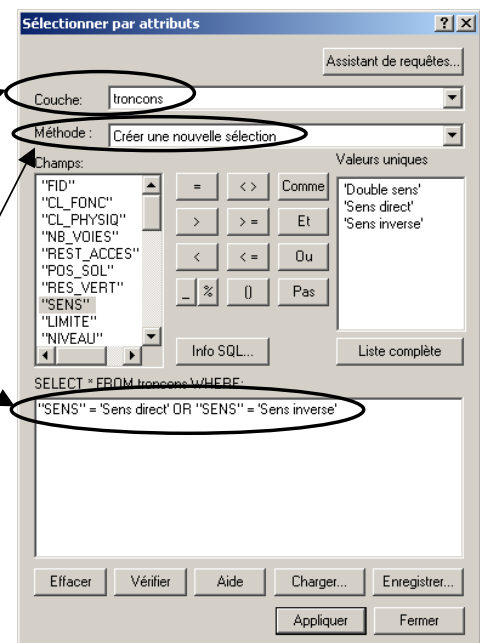 Sélectionner par attributs
Assistant de requêtes...
Couche: troncons
Méthode : Créer une nouvelle sélection
Champs:
Valeurs uniques
"FID"
"CL_FONC"
"CL_PHYSIQ"
"NB_VOIES"
"REST_ACCES"
"POS_SOL"
"RES_VERT"
"SENS"
"LIMITE"
"NIVEAU"
= <> Comme
> >= Et
< <= Ou
_ % () Pas
'Double sens'
'Sens direct'
'Sens inverse'
Info SQL...
Liste complète
SELECT * FROM troncons WHERE:
"SENS" = 'Sens direct' OR "SENS" = 'Sens inverse'
Effacer Vérifier Aide Charger... Enregistrer...
Appliquer Fermer